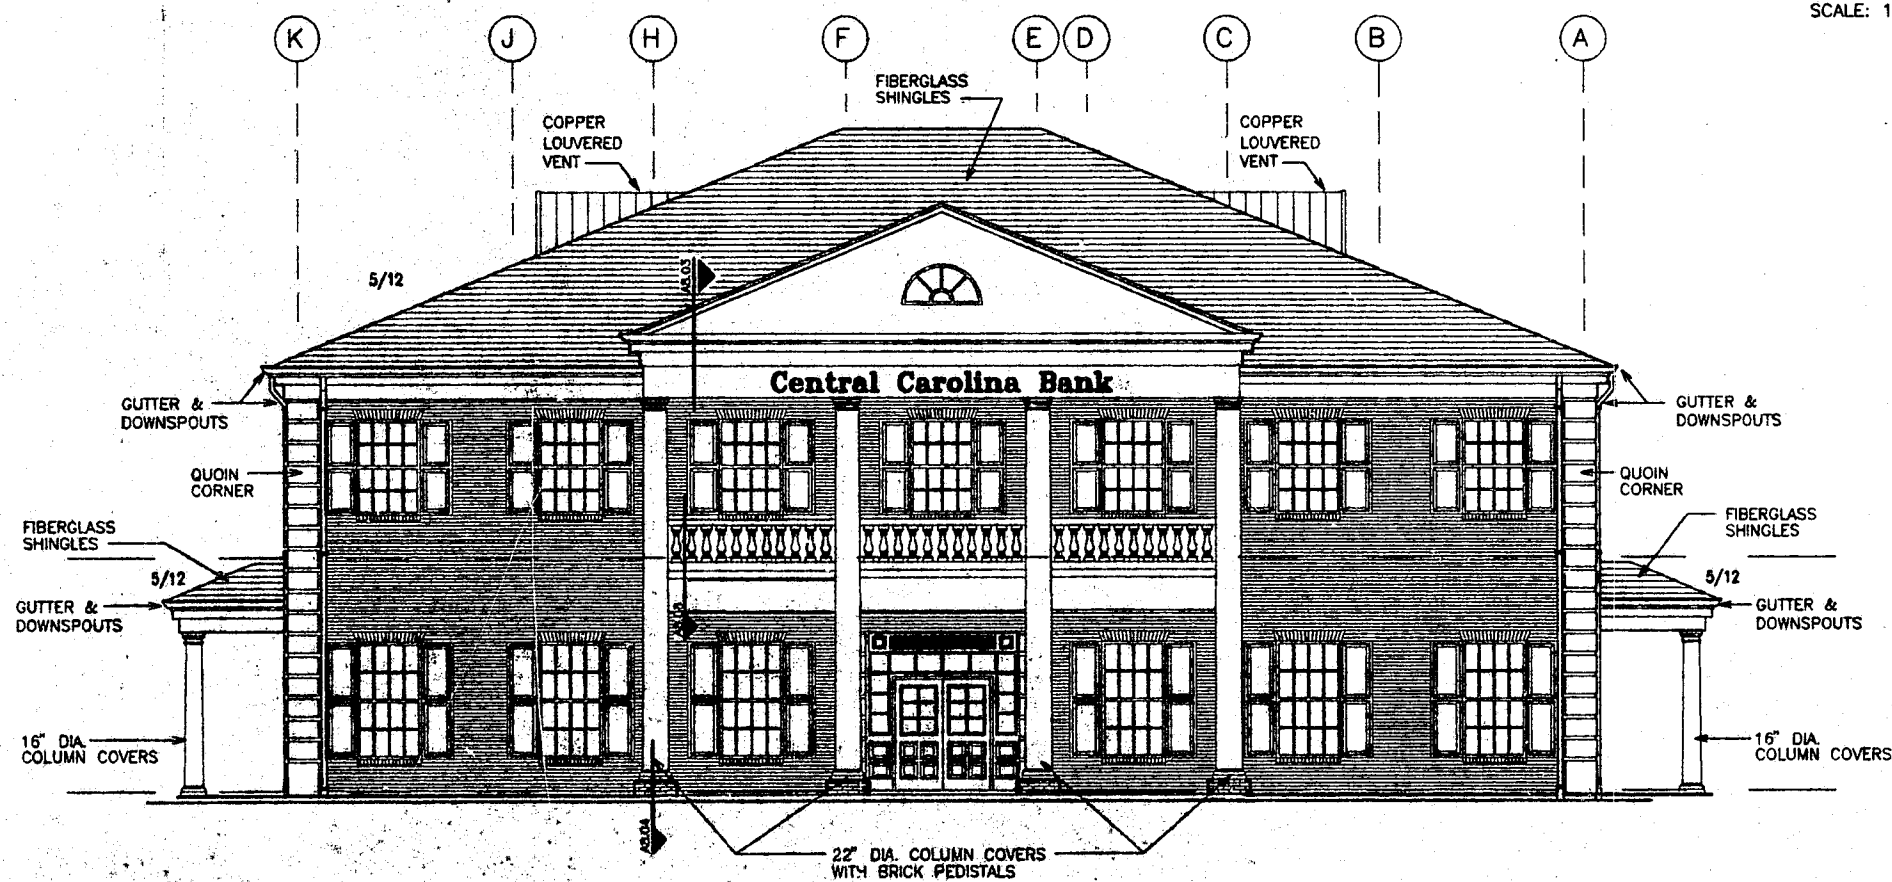 SCALE: 1
K J H F E D C B A
FIBERGLASS
SHINGLES
COPPER
LOUVERED
VENT
COPPER
LOUVERED
VENT
5/12
A5.03
Central Carolina Bank
GUTTER &
DOWNSPOUTS
GUTTER &
DOWNSPOUTS
QUOIN
CORNER
QUOIN
CORNER
FIBERGLASS
SHINGLES
FIBERGLASS
SHINGLES
5/12
5/12
GUTTER &
DOWNSPOUTS
GUTTER &
DOWNSPOUTS
16" DIA.
COLUMN COVERS
16" DIA.
COLUMN COVERS
22" DIA. COLUMN COVERS
WITH BRICK PEDISTALS